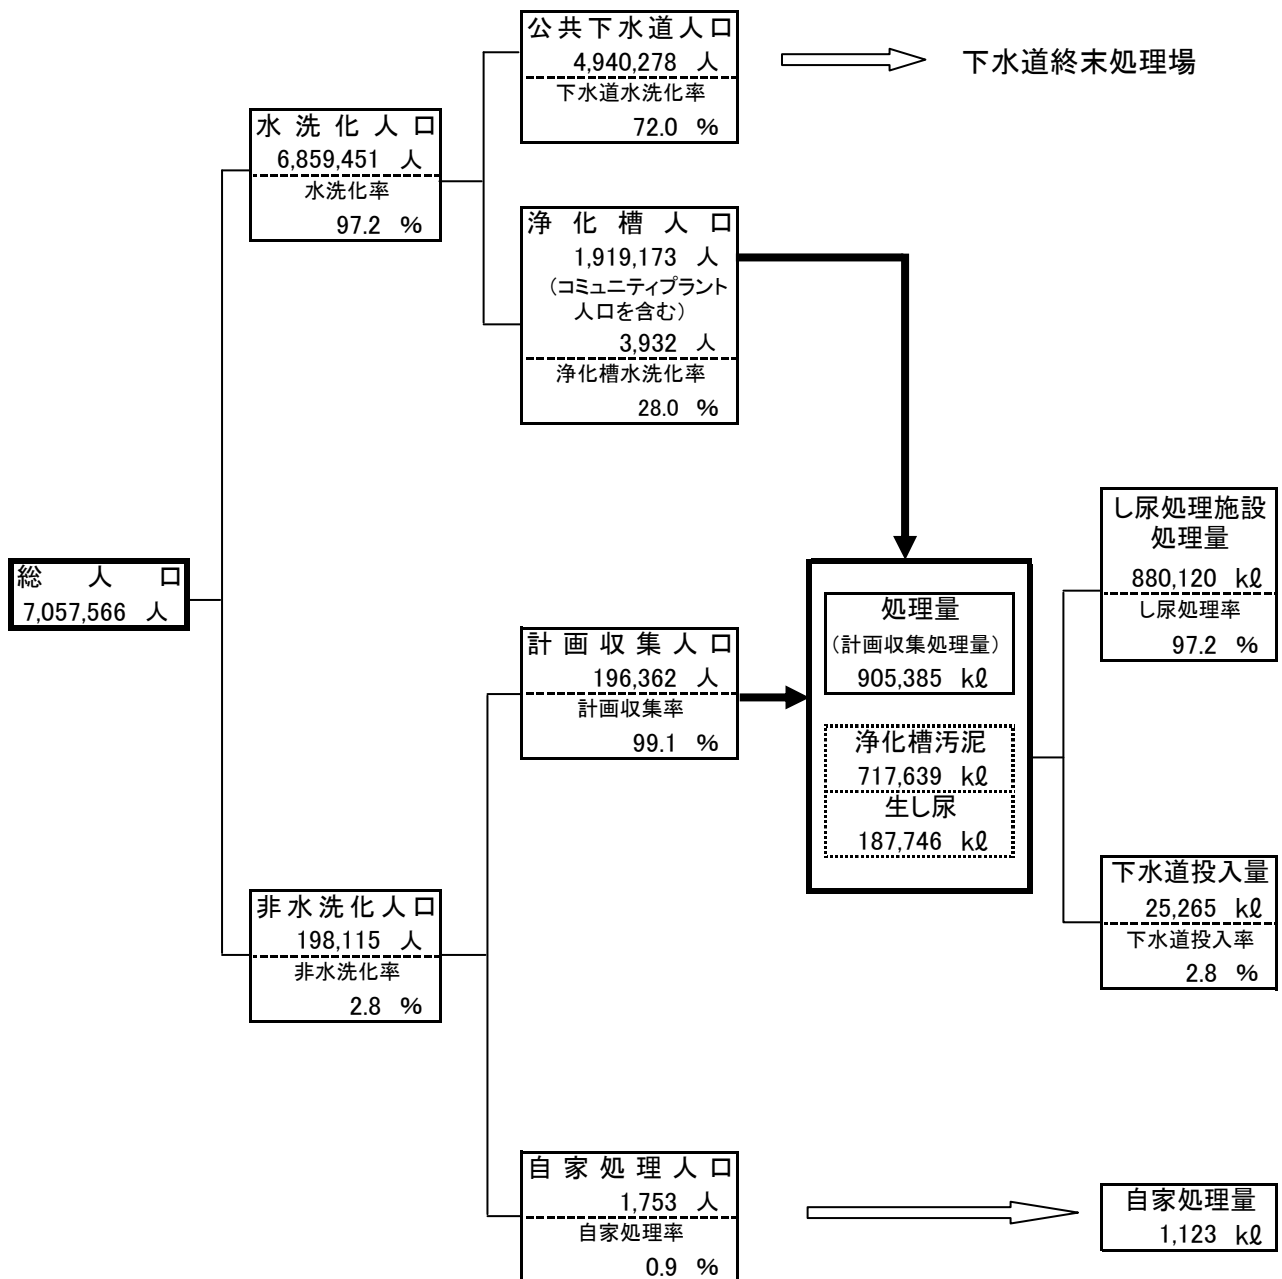 公共下水道人口
4,940,278 人
下水道水洗化率
72.0 %
下水道終末処理場
水洗化人口
6,859,451 人
水洗化率
97.2 %
浄化槽人口
1,919,173 人
(コミュニティプラント
人口を含む)
3,932 人
浄化槽水洗化率
28.0 %
総人口
7,057,566 人
し尿処理施設
処理量
880,120 kℓ
し尿処理率
97.2 %
処理量
(計画収集処理量)
905,385 kℓ
計画収集人口
196,362 人
計画収集率
99.1 %
浄化槽汚泥
717,639 kℓ
生し尿
187,746 kℓ
下水道投入量
25,265 kℓ
下水道投入率
2.8 %
非水洗化人口
198,115 人
非水洗化率
2.8 %
自家処理人口
1,753 人
自家処理率
0.9 %
自家処理量
1,123 kℓ